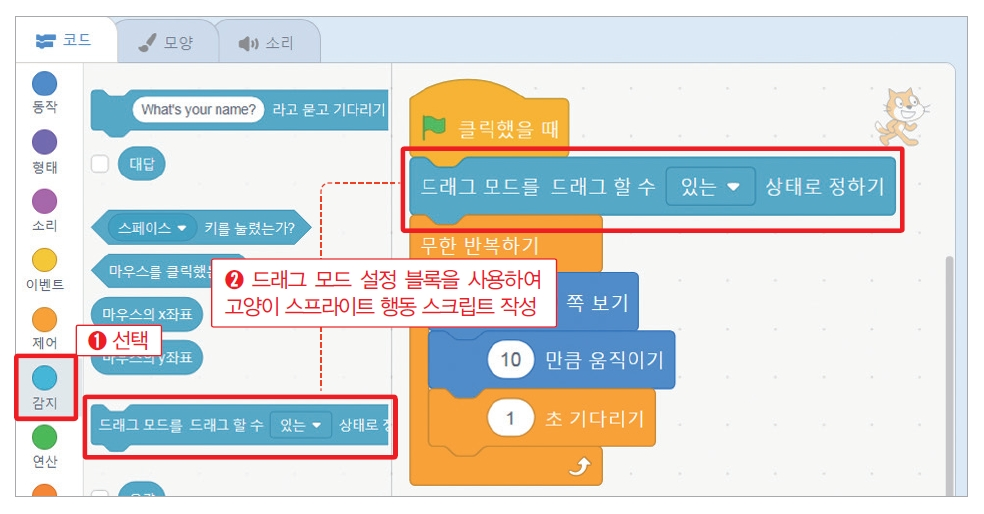 코드
모양
소리
동작
형태
소리
이벤트
제어
감지
연산
What's your name? 라고 묻고 기다리기
대답
스페이스 키를 눌렀는가?
마우스를 클릭했
마우스의 x좌표
마우스의 y좌표
드래그 모드를 드래그 할 수 있는 상태로 정
❶ 선택
❷ 드래그 모드 설정 블록을 사용하여
고양이 스프라이트 행동 스크립트 작성
클릭했을 때
드래그 모드를 드래그 할 수 있는 상태로 정하기
무한 반복하기
쪽 보기
10 만큼 움직이기
1 초 기다리기